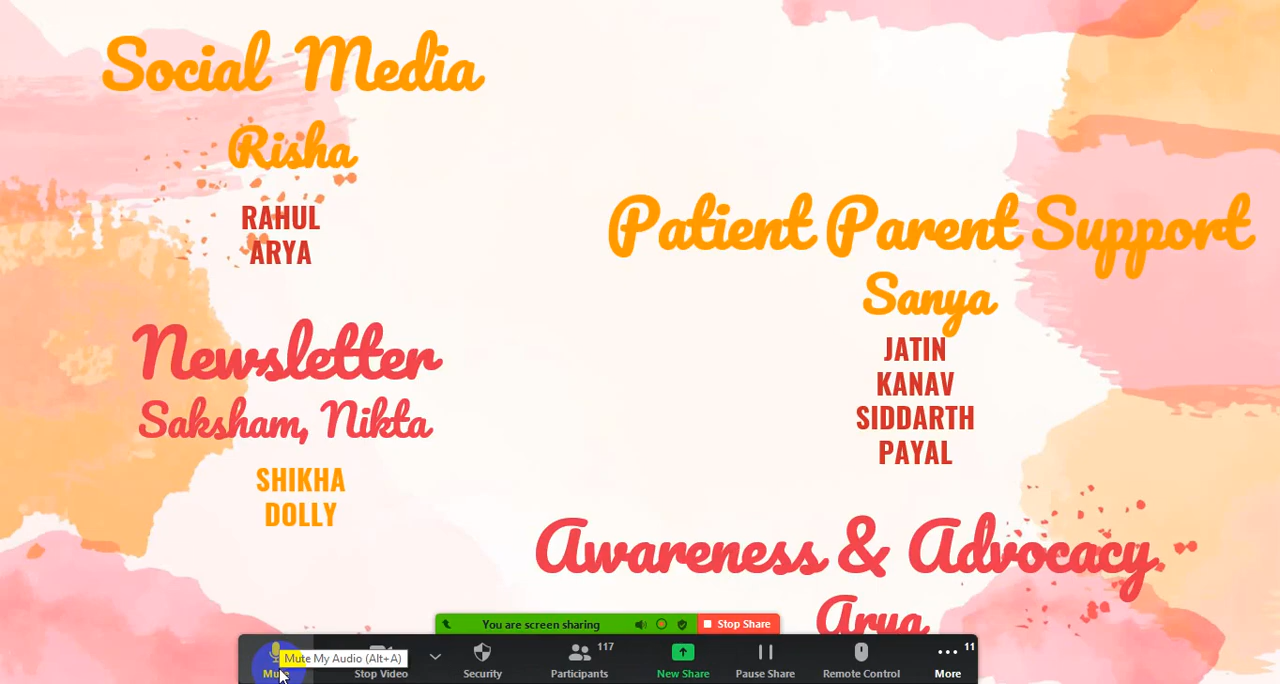 Social Media
Risha
RAHUL
ARYA
Newsletter
Saksham, Nikta
SHIKHA
DOLLY
Patient Parent Support
Sanya
JATIN
KANAV
SIDDARTH
PAYAL
Awareness & Advocacy
Arya
You are screen sharing
Stop Share
Mute My Audio (Alt+A)
117
11
Mute
Stop Video
Security
Participants
New Share
Pause Share
Remote Control
More